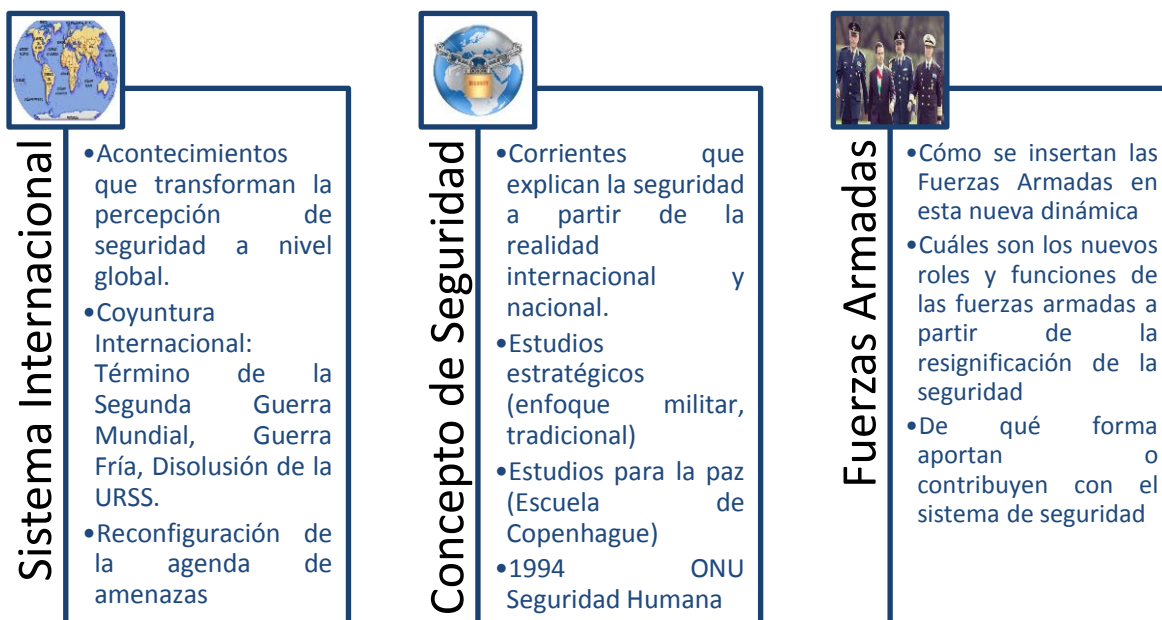 Sistema Internacional
•Acontecimientos
que transforman la
percepción de
seguridad a nivel
global.
•Coyuntura
Internacional:
Término de la
Segunda Guerra
Mundial, Guerra
Fría, Disolusión de la
URSS.
•Reconfiguración de
la agenda de
amenazas
Concepto de Seguridad
•Corrientes que
explican la seguridad
a partir de la
realidad
internacional y
nacional.
•Estudios
estratégicos
(enfoque militar,
tradicional)
•Estudios para la paz
(Escuela de
Copenhague)
•1994 ONU
Seguridad Humana
Fuerzas Armadas
•Cómo se insertan las
Fuerzas Armadas en
esta nueva dinámica
•Cuáles son los nuevos
roles y funciones de
las fuerzas armadas a
partir de la
resignificación de la
seguridad
•De qué forma
aportan o
contribuyen con el
sistema de seguridad